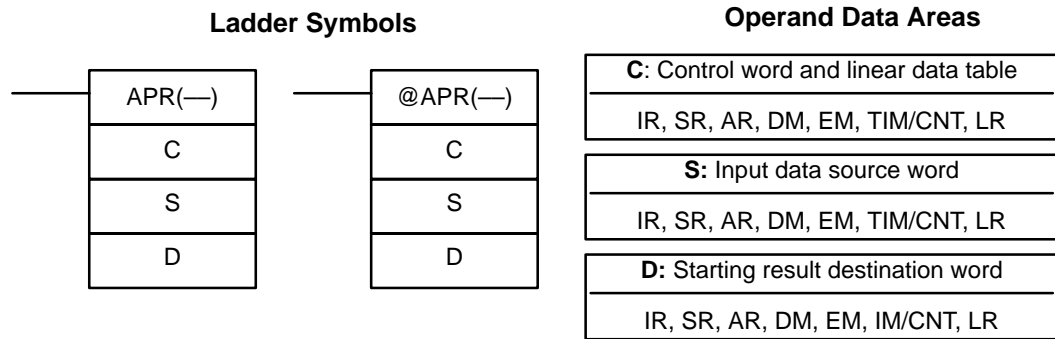 Ladder Symbols
APR(—)
C
S
D
@APR(—)
C
S
D
Operand Data Areas
C: Control word and linear data table
IR, SR, AR, DM, EM, TIM/CNT, LR
S: Input data source word
IR, SR, AR, DM, EM, TIM/CNT, LR
D: Starting result destination word
IR, SR, AR, DM, EM, IM/CNT, LR